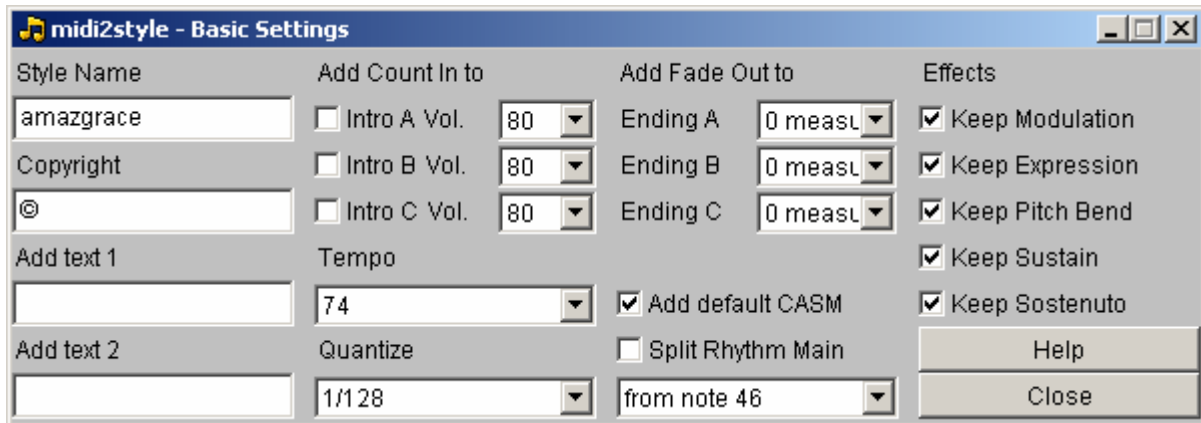 midi2style - Basic Settings
Style Name Add Count In to Add Fade Out to Effects
amazgrace Intro A Vol. 80 Ending A 0 measu Keep Modulation
Copyright Intro B Vol. 80 Ending B 0 measu Keep Expression
© Intro C Vol. 80 Ending C 0 measu Keep Pitch Bend
Add text 1 Tempo Keep Sustain
74 Add default CASM Keep Sostenuto
Add text 2 Quantize Split Rhythm Main Help
1/128 from note 46 Close